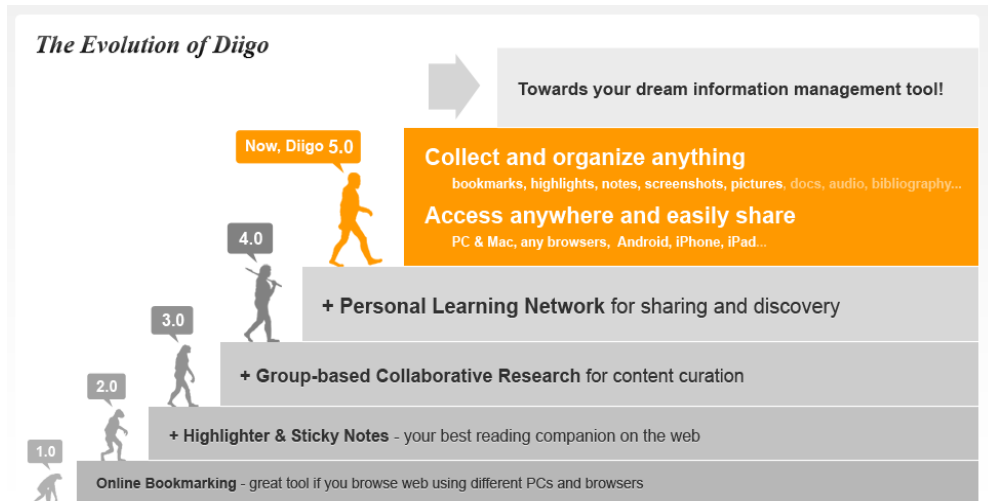 The Evolution of Diigo
Towards your dream information management tool!
Now, Diigo 5.0
Collect and organize anything
bookmarks, highlights, notes, screenshots, pictures, docs, audio, bibliography...
Access anywhere and easily share
PC & Mac, any browsers, Android, iPhone, iPad...
4.0
+ Personal Learning Network for sharing and discovery
3.0
+ Group-based Collaborative Research for content curation
2.0
+ Highlighter & Sticky Notes - your best reading companion on the web
1.0
Online Bookmarking - great tool if you browse web using different PCs and browsers